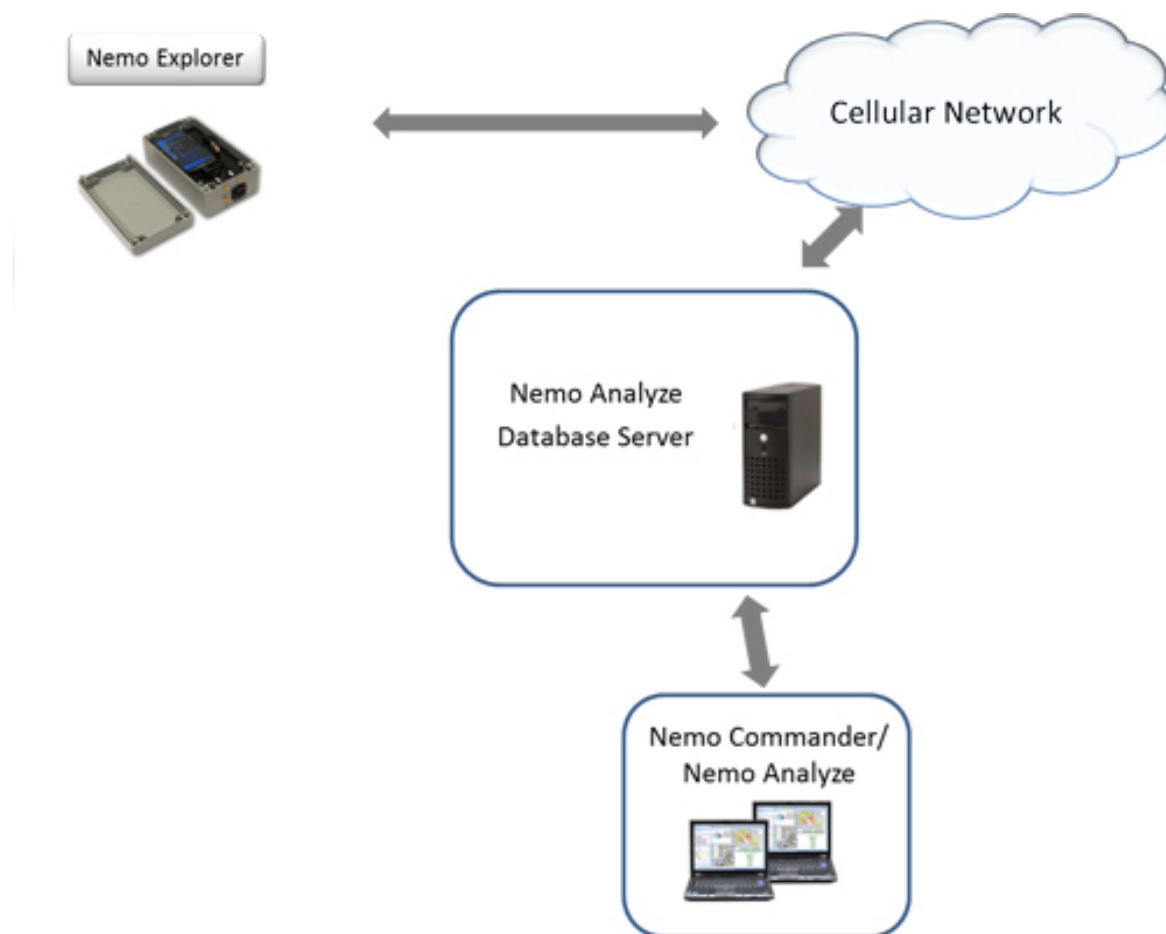 Nemo Explorer
Cellular Network
Nemo Analyze
Database Server
Nemo Commander/
Nemo Analyze